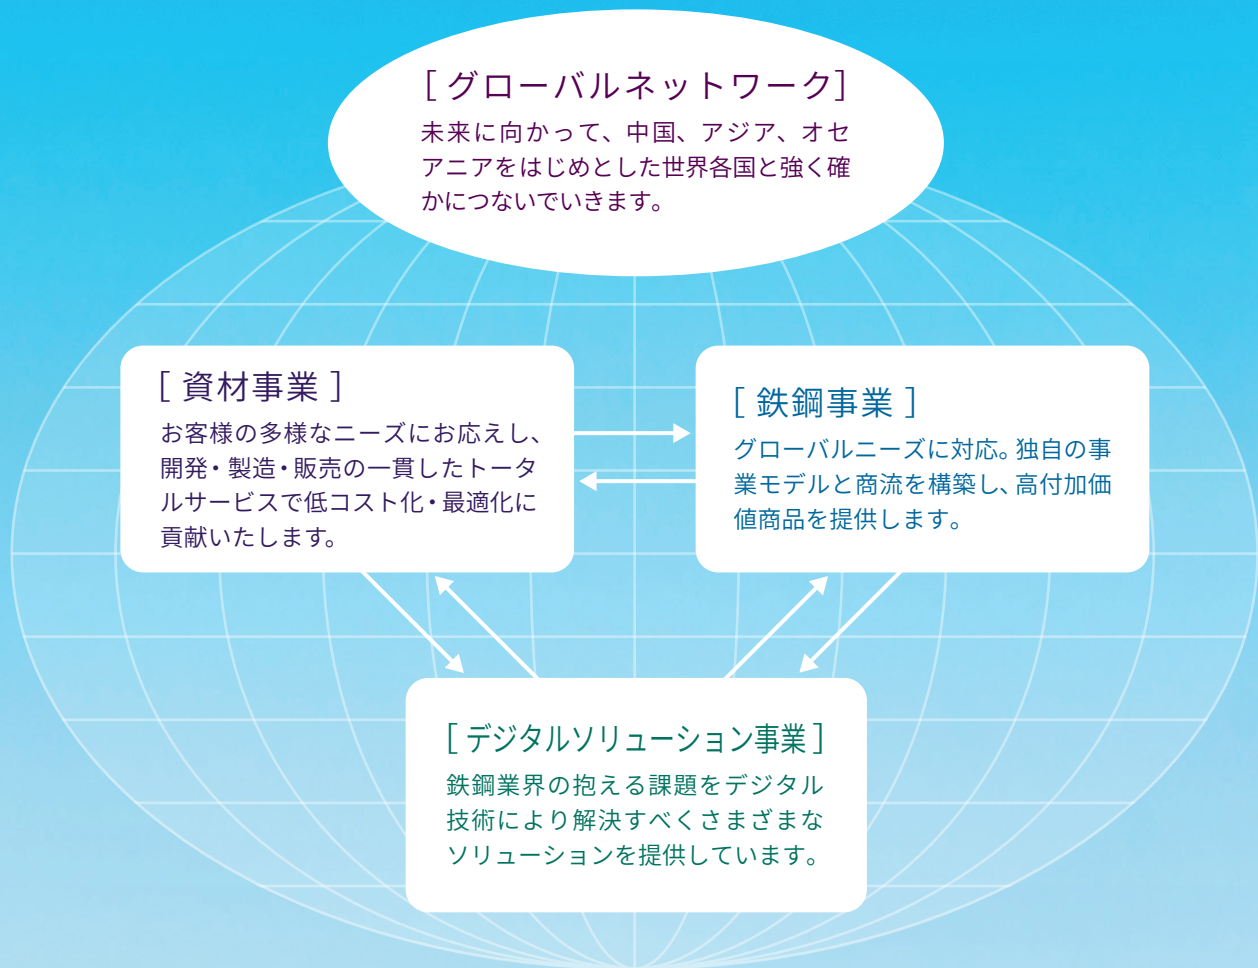 [ グローバルネットワーク]
未来に向かって、中国、アジア、オセ
アニアをはじめとした世界各国と強く確
かにつないでいきます。
[ 資材事業 ]
お客様の多様なニーズにお応えし、
開発・製造・販売の一貫したトータ
ルサービスで低コスト化・最適化に
貢献いたします。
[ 鉄鋼事業 ]
グローバルニーズに対応。独自の事
業モデルと商流を構築し、高付加価
値商品を提供します。
[ デジタルソリューション事業 ]
鉄鋼業界の抱える課題をデジタル
技術により解決すべくさまざまな
ソリューションを提供しています。